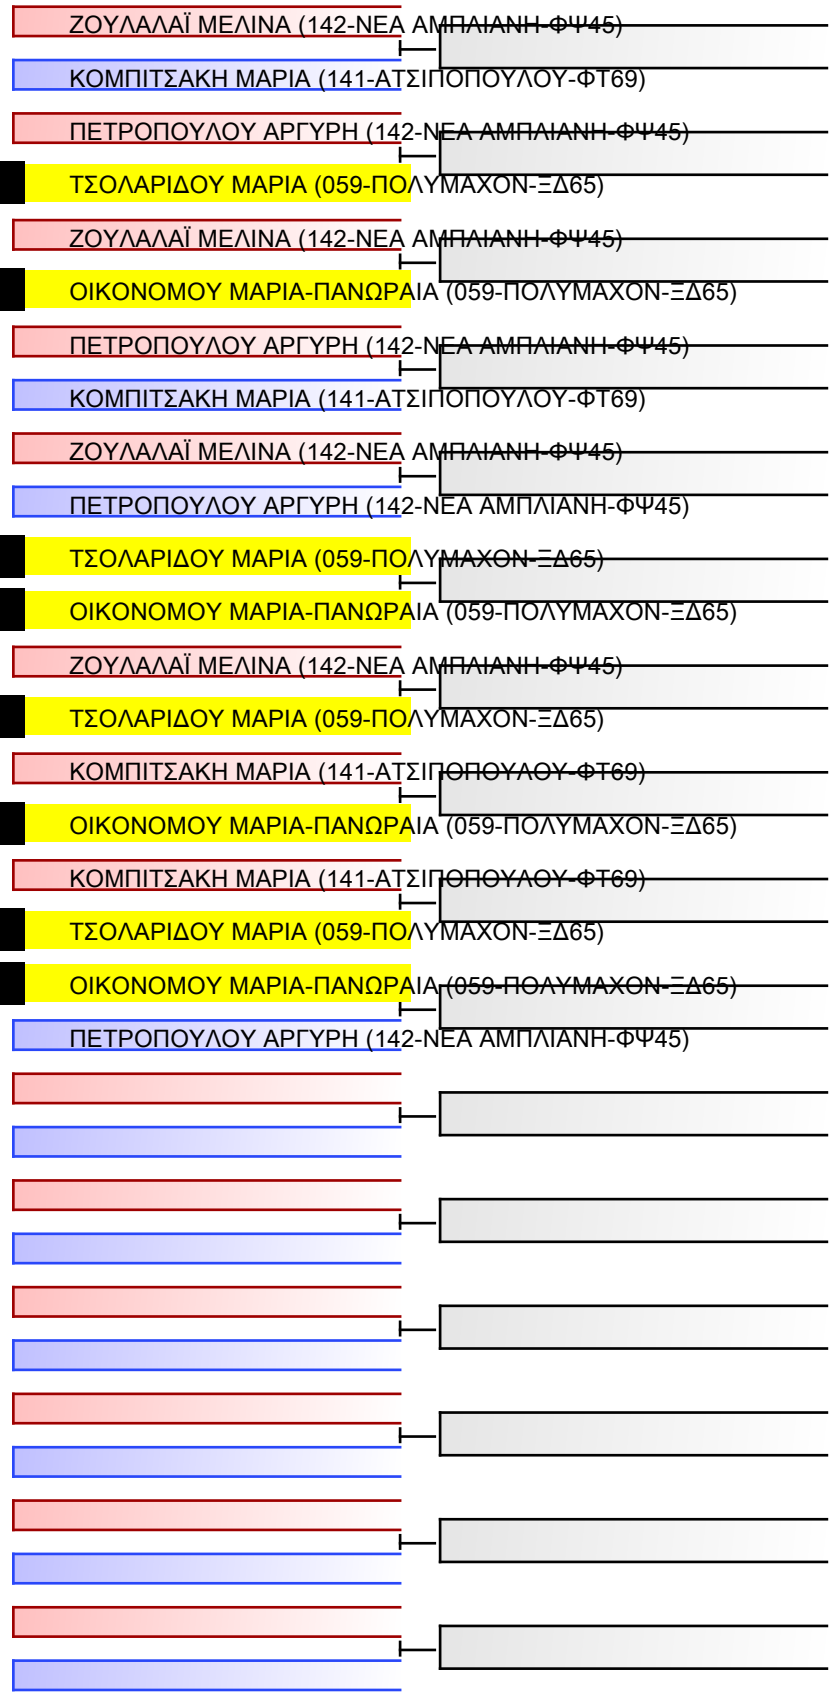 ΖΟΥΛΑΛΑΪ ΜΕΛΙΝΑ (142-ΝΕΑ ΑΜΠΛΙΑΝΗ-ΦΨ45)
ΚΟΜΠΙΤΣΑΚΗ ΜΑΡΙΑ (141-ΑΤΣΙΠΟΠΟΥΛΟΥ-ΦΤ69)
ΠΕΤΡΟΠΟΥΛΟΥ ΑΡΓΥΡΗ (142-ΝΕΑ ΑΜΠΛΙΑΝΗ-ΦΨ45)
ΤΣΟΛΑΡΙΔΟΥ ΜΑΡΙΑ (059-ΠΟΛΥΜΑΧΟΝ-ΞΔ65)
ΖΟΥΛΑΛΑΪ ΜΕΛΙΝΑ (142-ΝΕΑ ΑΜΠΛΙΑΝΗ-ΦΨ45)
ΟΙΚΟΝΟΜΟΥ ΜΑΡΙΑ-ΠΑΝΩΡΑΙΑ (059-ΠΟΛΥΜΑΧΟΝ-ΞΔ65)
ΠΕΤΡΟΠΟΥΛΟΥ ΑΡΓΥΡΗ (142-ΝΕΑ ΑΜΠΛΙΑΝΗ-ΦΨ45)
ΚΟΜΠΙΤΣΑΚΗ ΜΑΡΙΑ (141-ΑΤΣΙΠΟΠΟΥΛΟΥ-ΦΤ69)
ΖΟΥΛΑΛΑΪ ΜΕΛΙΝΑ (142-ΝΕΑ ΑΜΠΛΙΑΝΗ-ΦΨ45)
ΠΕΤΡΟΠΟΥΛΟΥ ΑΡΓΥΡΗ (142-ΝΕΑ ΑΜΠΛΙΑΝΗ-ΦΨ45)
ΤΣΟΛΑΡΙΔΟΥ ΜΑΡΙΑ (059-ΠΟΛΥΜΑΧΟΝ-ΞΔ65)
ΟΙΚΟΝΟΜΟΥ ΜΑΡΙΑ-ΠΑΝΩΡΑΙΑ (059-ΠΟΛΥΜΑΧΟΝ-ΞΔ65)
ΖΟΥΛΑΛΑΪ ΜΕΛΙΝΑ (142-ΝΕΑ ΑΜΠΛΙΑΝΗ-ΦΨ45)
ΤΣΟΛΑΡΙΔΟΥ ΜΑΡΙΑ (059-ΠΟΛΥΜΑΧΟΝ-ΞΔ65)
ΚΟΜΠΙΤΣΑΚΗ ΜΑΡΙΑ (141-ΑΤΣΙΠΟΠΟΥΛΟΥ-ΦΤ69)
ΟΙΚΟΝΟΜΟΥ ΜΑΡΙΑ-ΠΑΝΩΡΑΙΑ (059-ΠΟΛΥΜΑΧΟΝ-ΞΔ65)
ΚΟΜΠΙΤΣΑΚΗ ΜΑΡΙΑ (141-ΑΤΣΙΠΟΠΟΥΛΟΥ-ΦΤ69)
ΤΣΟΛΑΡΙΔΟΥ ΜΑΡΙΑ (059-ΠΟΛΥΜΑΧΟΝ-ΞΔ65)
ΟΙΚΟΝΟΜΟΥ ΜΑΡΙΑ-ΠΑΝΩΡΑΙΑ (059-ΠΟΛΥΜΑΧΟΝ-ΞΔ65)
ΠΕΤΡΟΠΟΥΛΟΥ ΑΡΓΥΡΗ (142-ΝΕΑ ΑΜΠΛΙΑΝΗ-ΦΨ45)